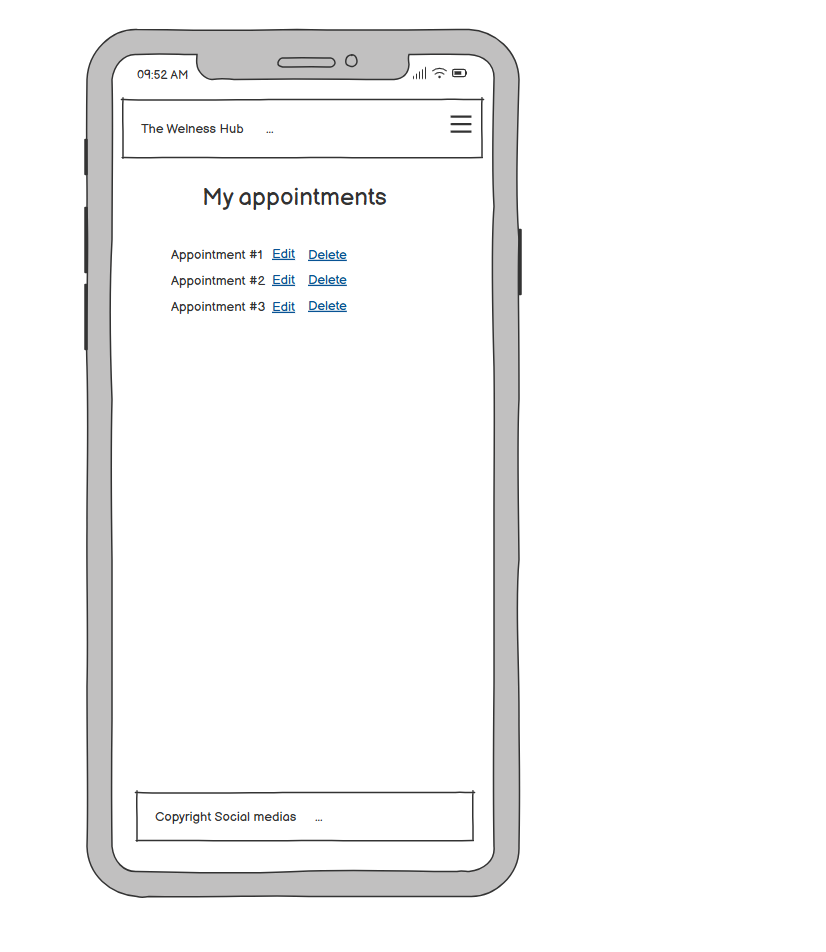 09:52 AM
The Welness Hub ...
My appointments
Appointment #1 Edit Delete
Appointment #2 Edit Delete
Appointment #3 Edit Delete
Copyright Social medias ...